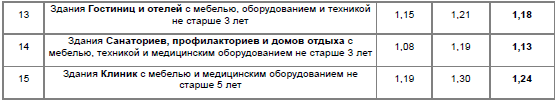 13 Здания Гостиниц и отелей с мебелью, оборудованием и техникой 1,15 1,21 1,18
не старше 3 лет
14 Здания Санаториев, профилакториев и домов отдыха с 1,08 1,19 1,13
мебелью, техникой и медицинским оборудованием не старше 3 лет
15 Здания Клиник с мебелью и медицинским оборудованием не 1,19 1,30 1,24
старше 5 лет